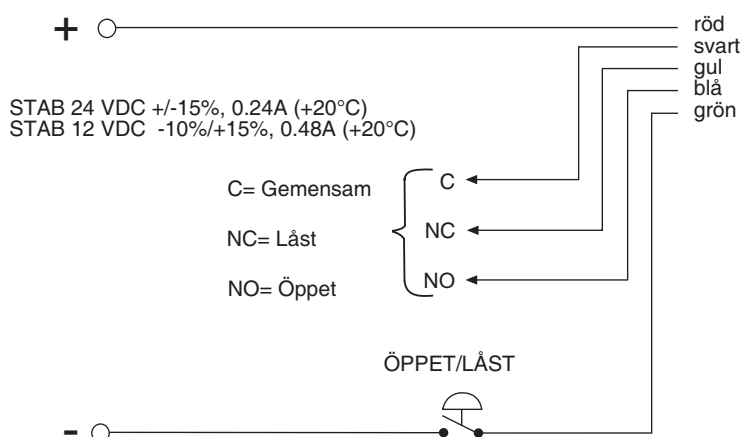 +
röd
svart
gul
blå
grön
STAB 24 VDC +/-15%, 0.24A (+20°C)
STAB 12 VDC -10%/+15%, 0.48A (+20°C)
C= Gemensam
C
NC= Låst
NC
NO= Öppet
NO
ÖPPET/LÅST
-